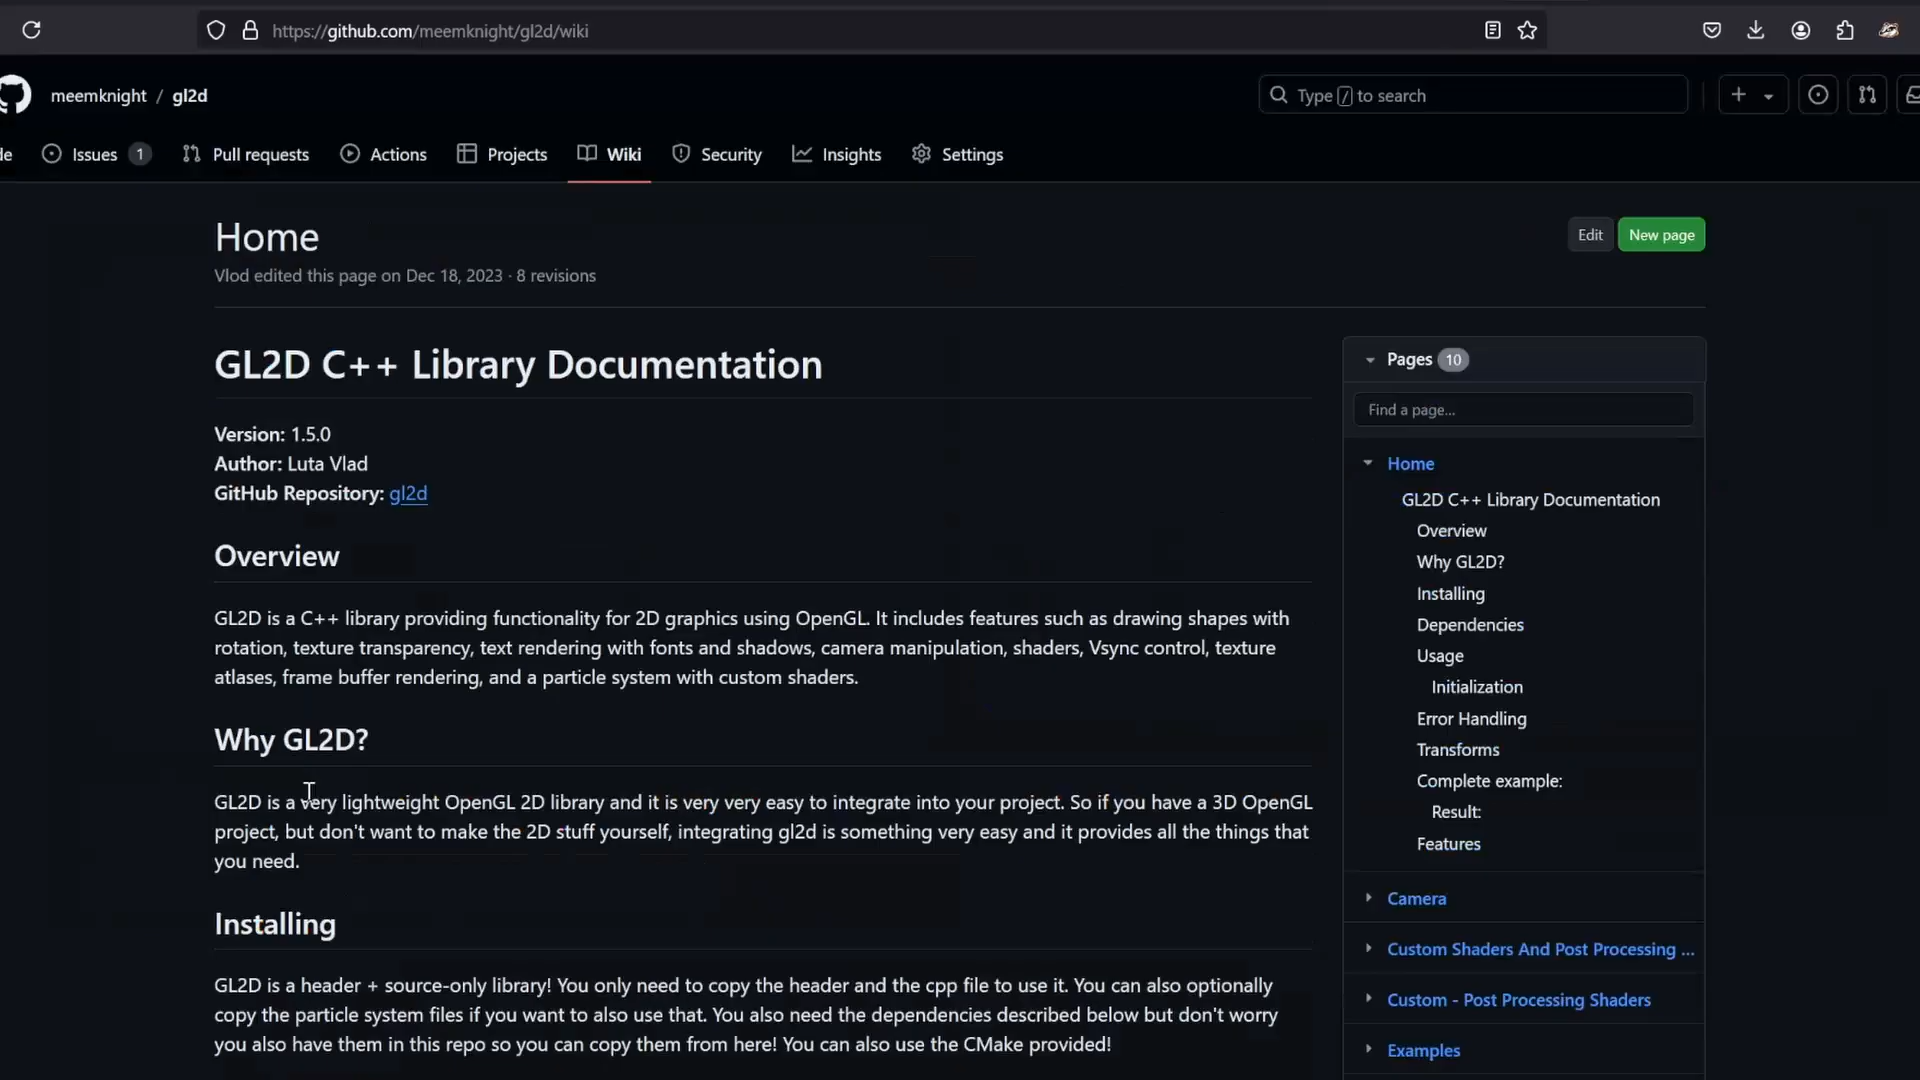 https://github.com/meemknight/gl2d/wiki
meemknight / gl2d
Type / to search
de
Issues 1
Pull requests
Actions
Projects
Wiki
Security
Insights
Settings
Home
Edit
New page
Vlod edited this page on Dec 18, 2023 · 8 revisions
GL2D C++ Library Documentation
Version: 1.5.0
Author: Luta Vlad
GitHub Repository: gl2d
Overview
GL2D is a C++ library providing functionality for 2D graphics using OpenGL. It includes features such as drawing shapes with
rotation, texture transparency, text rendering with fonts and shadows, camera manipulation, shaders, Vsync control, texture
atlases, frame buffer rendering, and a particle system with custom shaders.
Why GL2D?
GL2D is a very lightweight OpenGL 2D library and it is very very easy to integrate into your project. So if you have a 3D OpenGL
project, but don't want to make the 2D stuff yourself, integrating gl2d is something very easy and it provides all the things that
you need.
Installing
GL2D is a header + source-only library! You only need to copy the header and the cpp file to use it. You can also optionally
copy the particle system files if you want to also use that. You also need the dependencies described below but don't worry
you also have them in this repo so you can copy them from here! You can also use the CMake provided!
Pages 10
Find a page...
Home
GL2D C++ Library Documentation
Overview
Why GL2D?
Installing
Dependencies
Usage
Initialization
Error Handling
Transforms
Complete example:
Result:
Features
Camera
Custom Shaders And Post Processing ...
Custom - Post Processing Shaders
Examples